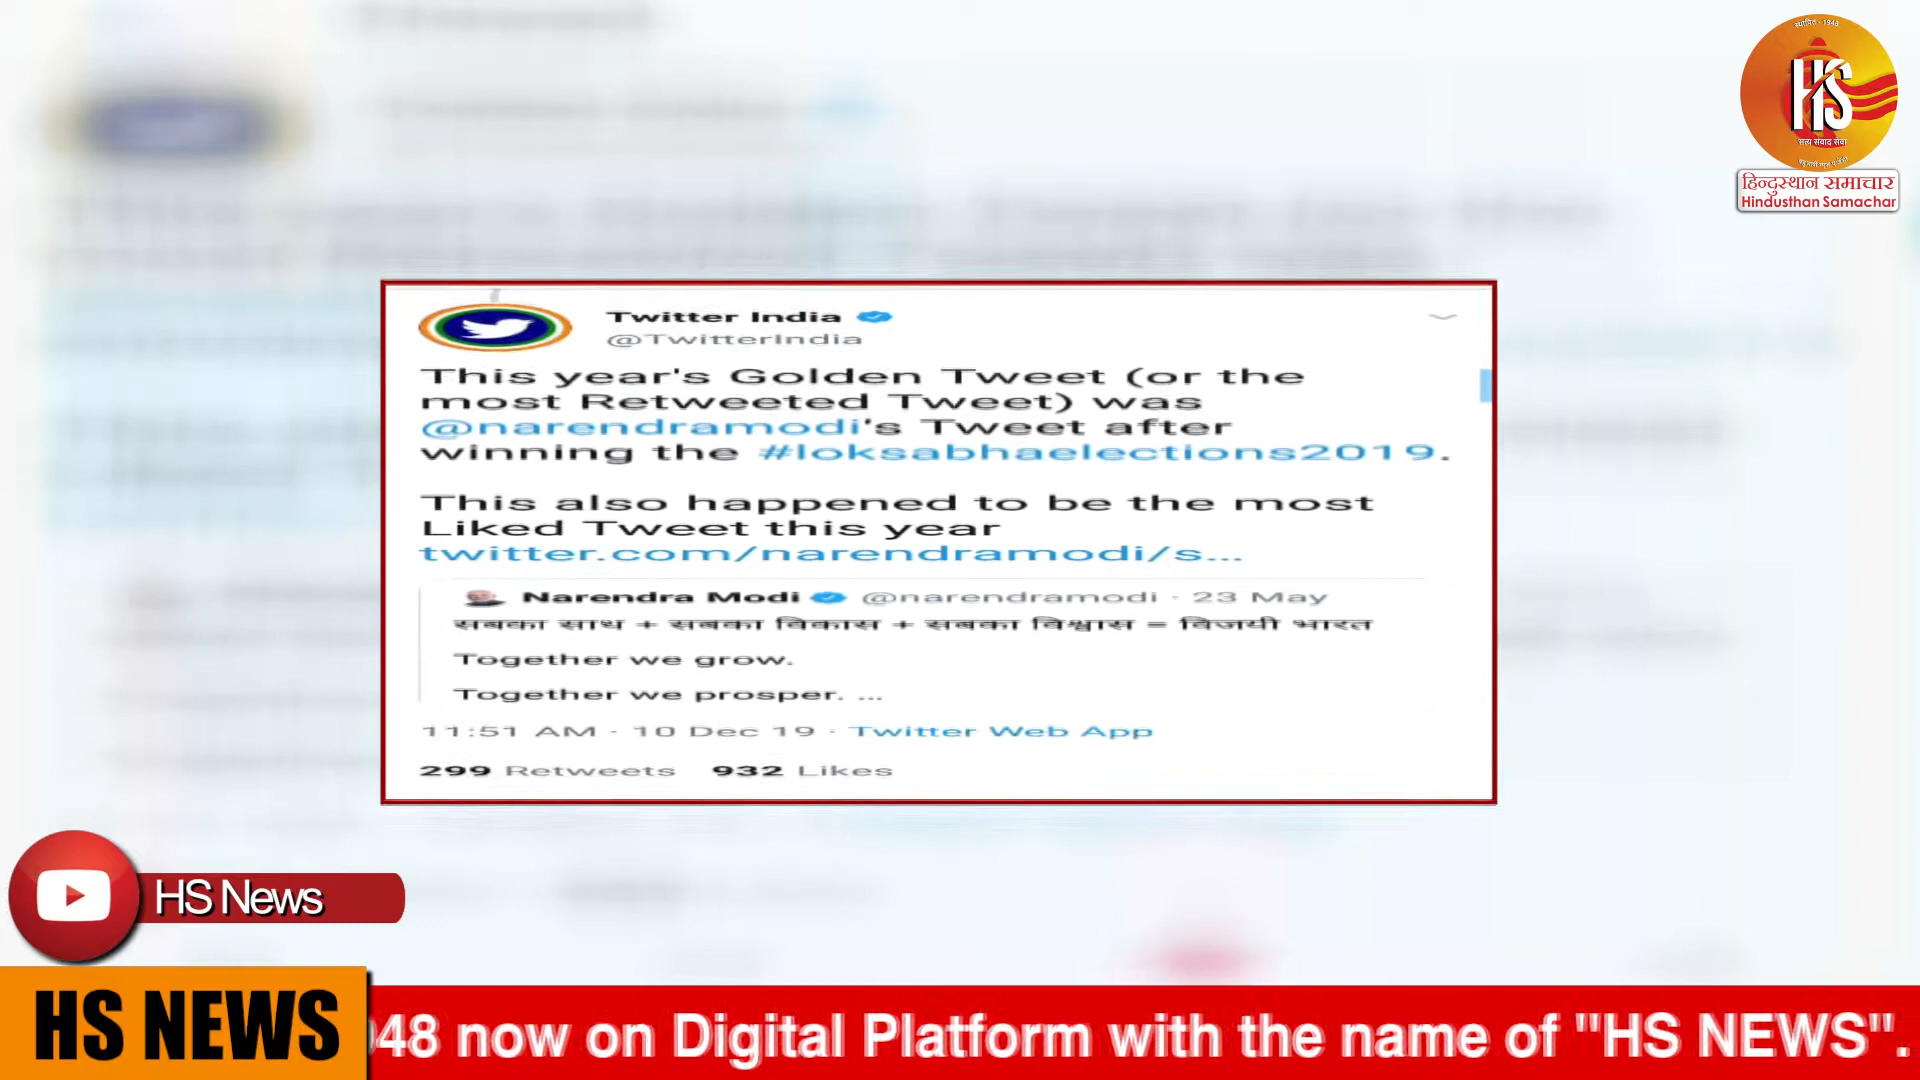 स्थापित - 1948
HS
सत्य संवाद सेवा
हिन्दुस्थान समाचार
Hindusthan Samachar
Twitter India
@TwitterIndia
This year's Golden Tweet (or the
most Retweeted Tweet) was
@narendramodi's Tweet after
winning the #loksabhaelections2019.
This also happened to be the most
Liked Tweet this year
twitter.com/narendramodi/s...
Narendra Modi @narendramodi · 23 May
सबका साथ + सबका विकास + सबका विश्वास = विजयी भारत
Together we grow.
Together we prosper. ...
11:51 AM · 10 Dec 19 · Twitter Web App
299 Retweets 932 Likes
HS News
HS NEWS
948 now on Digital Platform with the name of "HS NEWS".